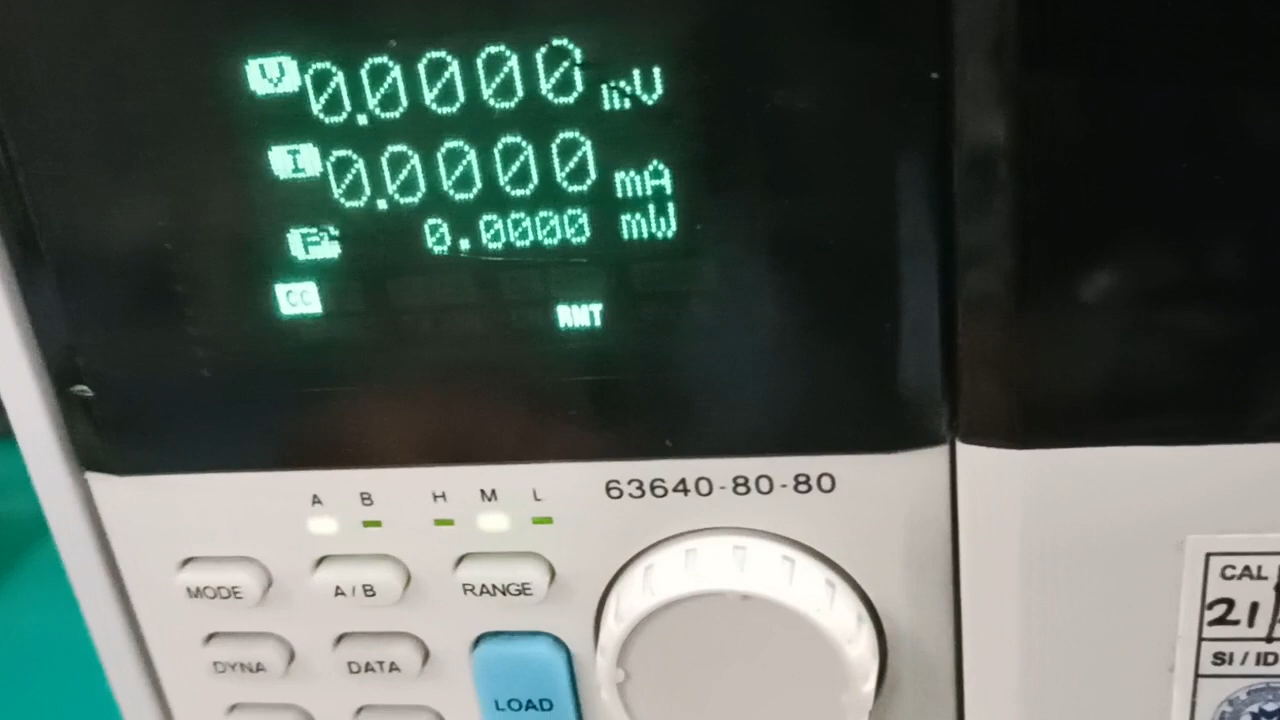 V 0.0000 mV
I 0.0000 mA
P 0.0000 mW
CC
RMT
63640-80-80
A B H M L
MODE A/B RANGE
DYNA DATA
LOAD
CAL
21
SI / ID